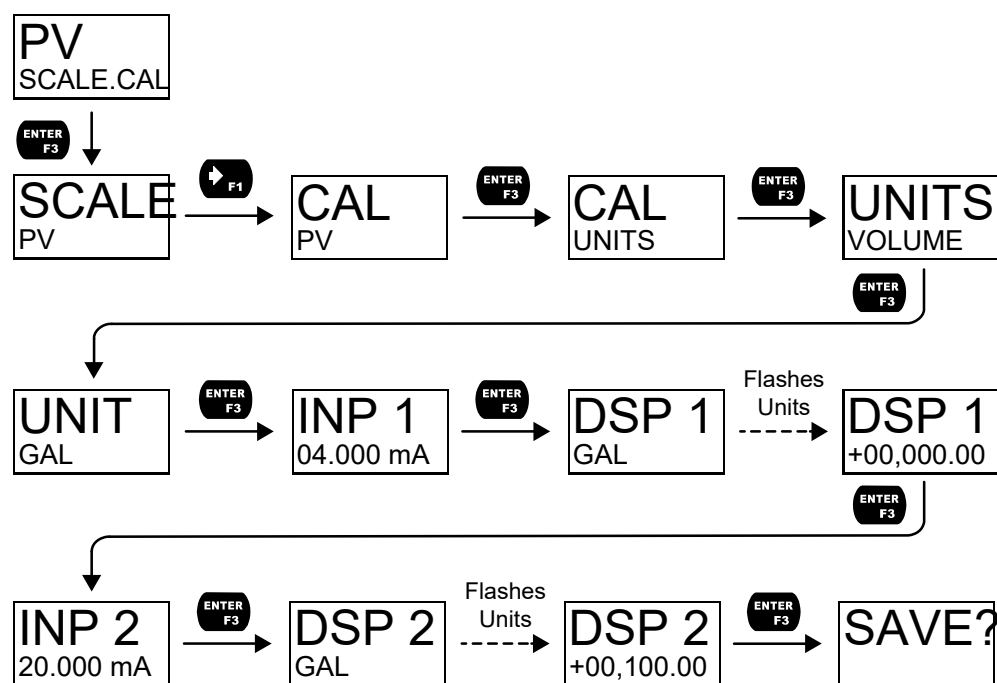 PV
SCALE.CAL
ENTER
F3
SCALE
PV
F1
CAL
PV
ENTER
F3
CAL
UNITS
ENTER
F3
UNITS
VOLUME
ENTER
F3
UNIT
GAL
ENTER
F3
INP 1
04.000 mA
ENTER
F3
DSP 1
GAL
Flashes
Units
DSP 1
+00,000.00
ENTER
F3
INP 2
20.000 mA
ENTER
F3
DSP 2
GAL
Flashes
Units
DSP 2
+00,100.00
ENTER
F3
SAVE?